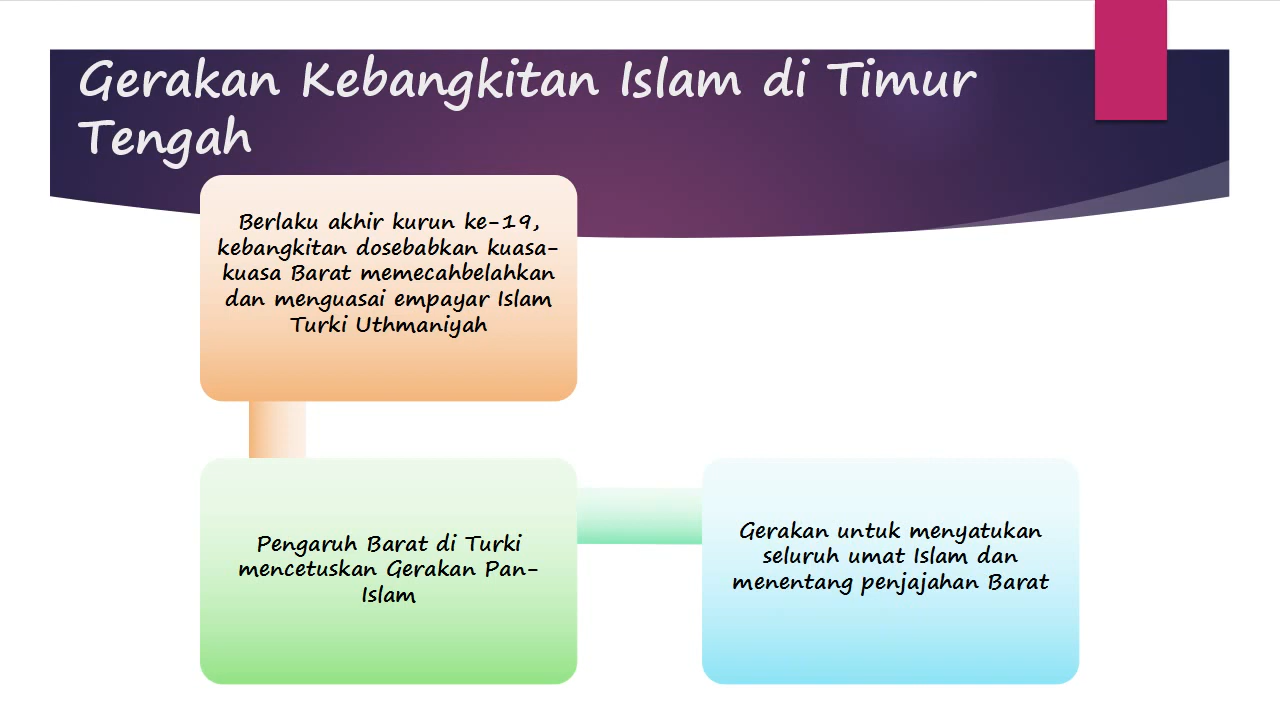 Gerakan Kebangkitan Islam di Timur
Tengah
Berlaku akhir kurun ke-19,
kebangkitan dosebabkan kuasa-
kuasa Barat memecahbelahkan
dan menguasai empayar Islam
Turki Uthmaniyah
Pengaruh Barat di Turki
mencetuskan Gerakan Pan-
Islam
Gerakan untuk menyatukan
seluruh umat Islam dan
menentang penjajahan Barat